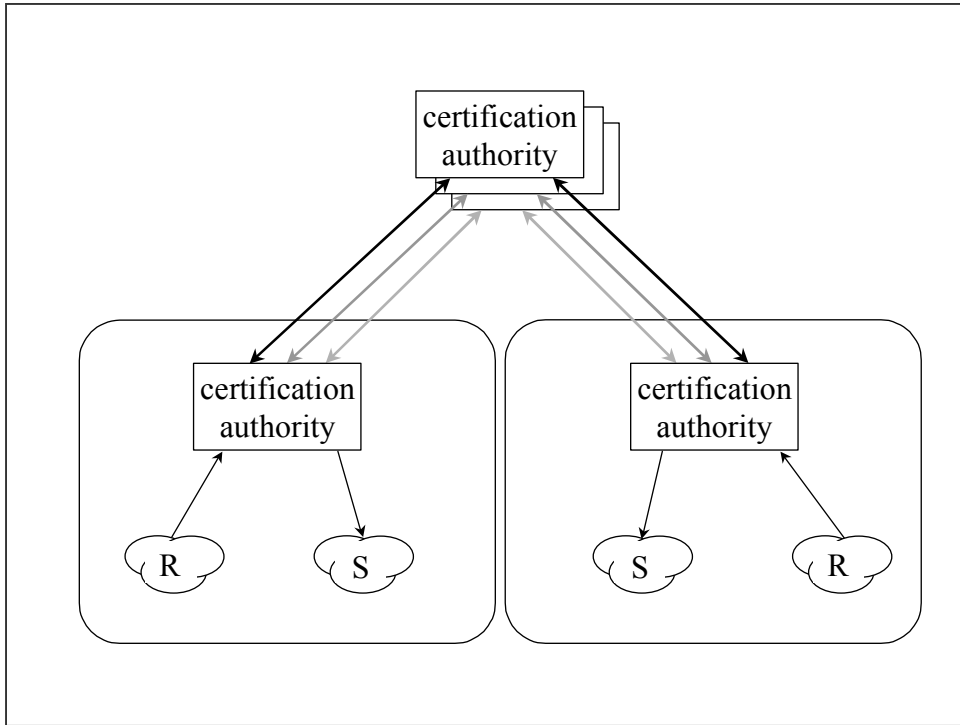 certification
authority
certification
authority
certification
authority
R
S
S
R